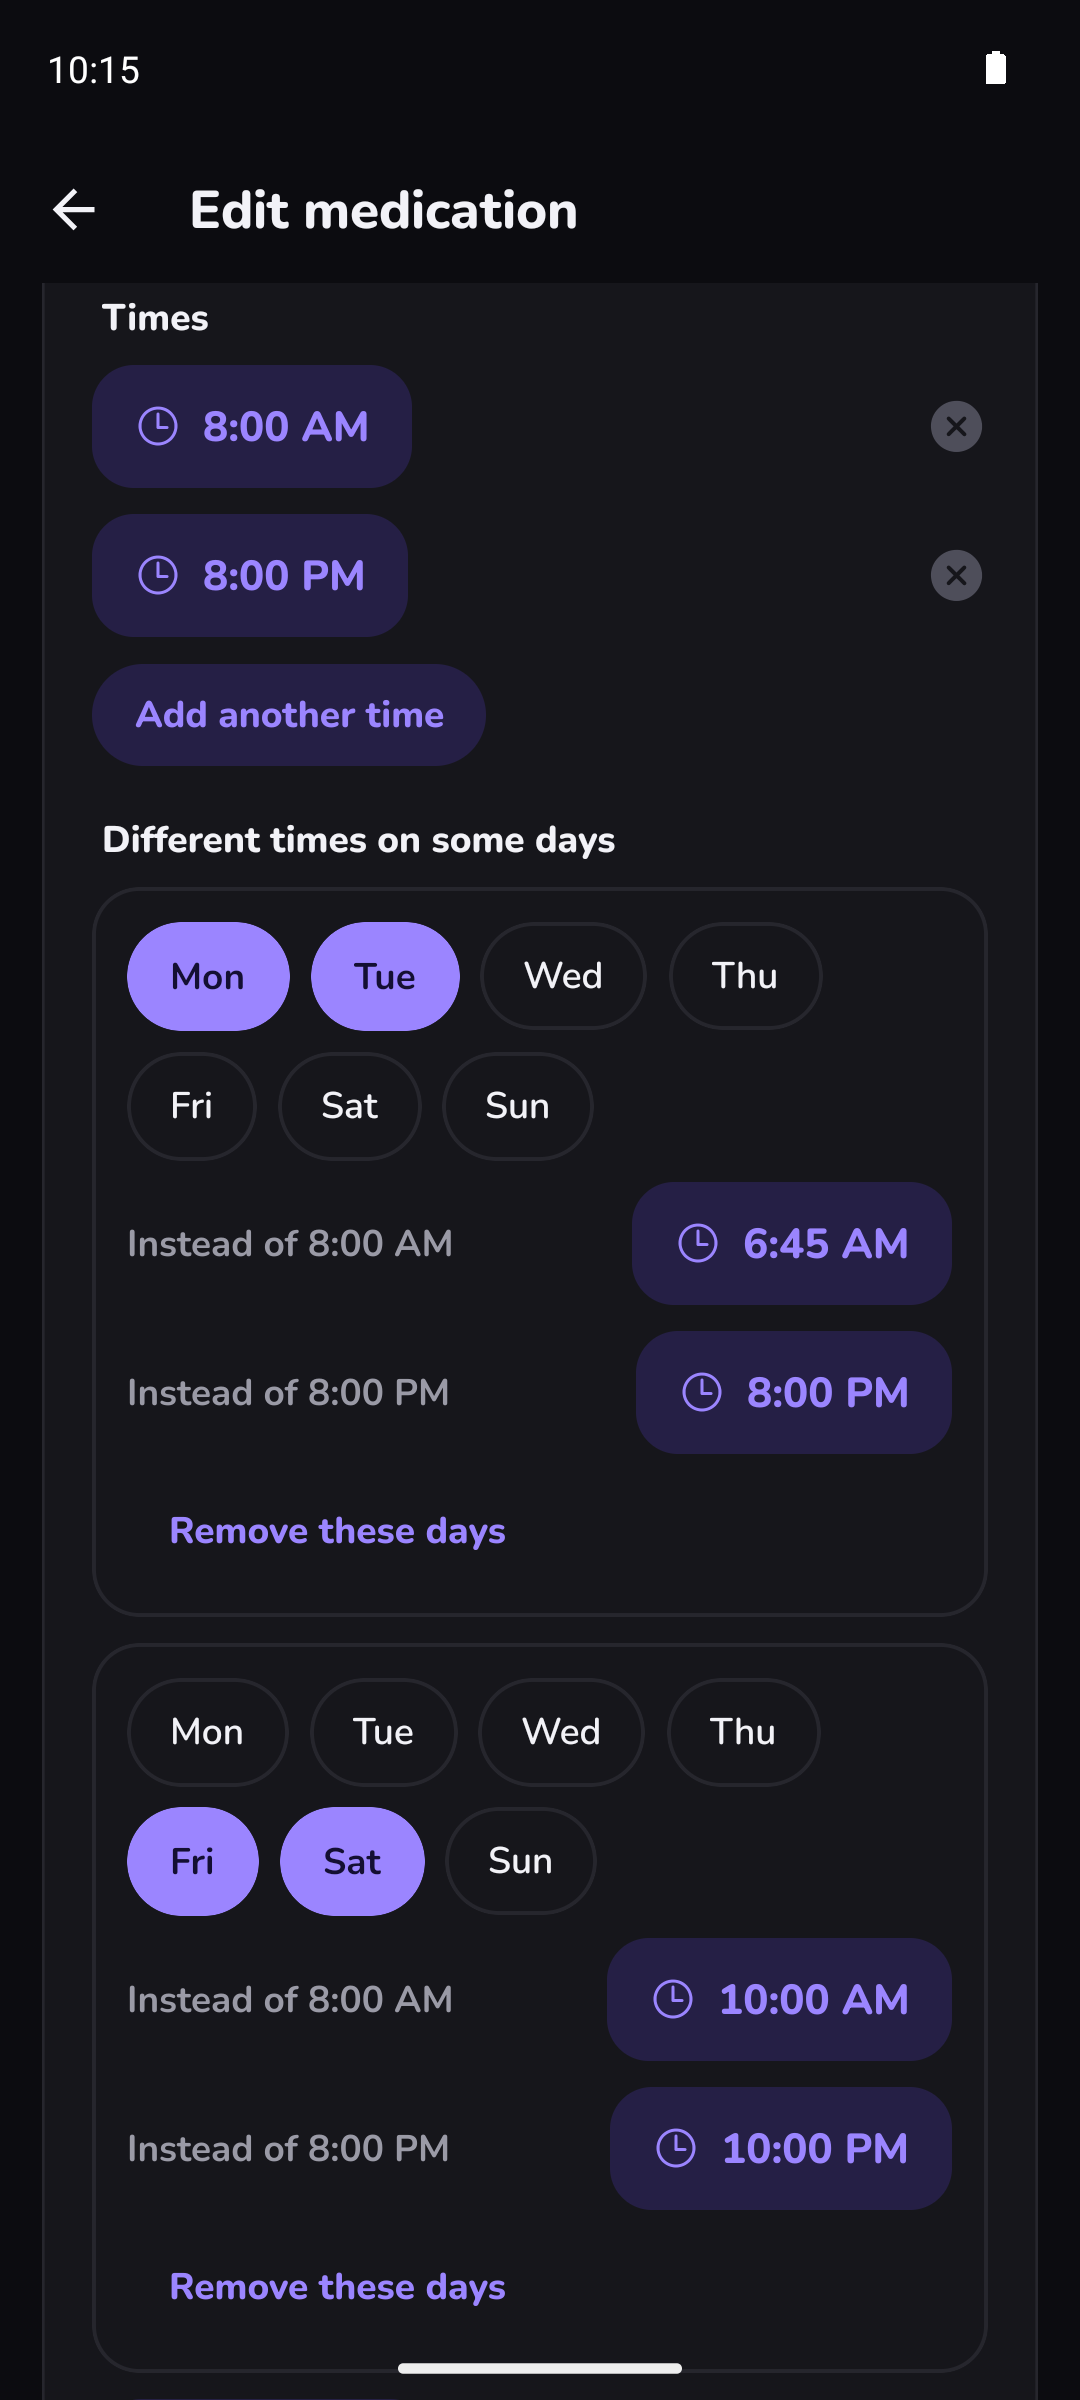 10:15
Edit medication
Times
8:00 AM
8:00 PM
Add another time
Different times on some days
Mon Tue Wed Thu
Fri Sat Sun
Instead of 8:00 AM 6:45 AM
Instead of 8:00 PM 8:00 PM
Remove these days
Mon Tue Wed Thu
Fri Sat Sun
Instead of 8:00 AM 10:00 AM
Instead of 8:00 PM 10:00 PM
Remove these days